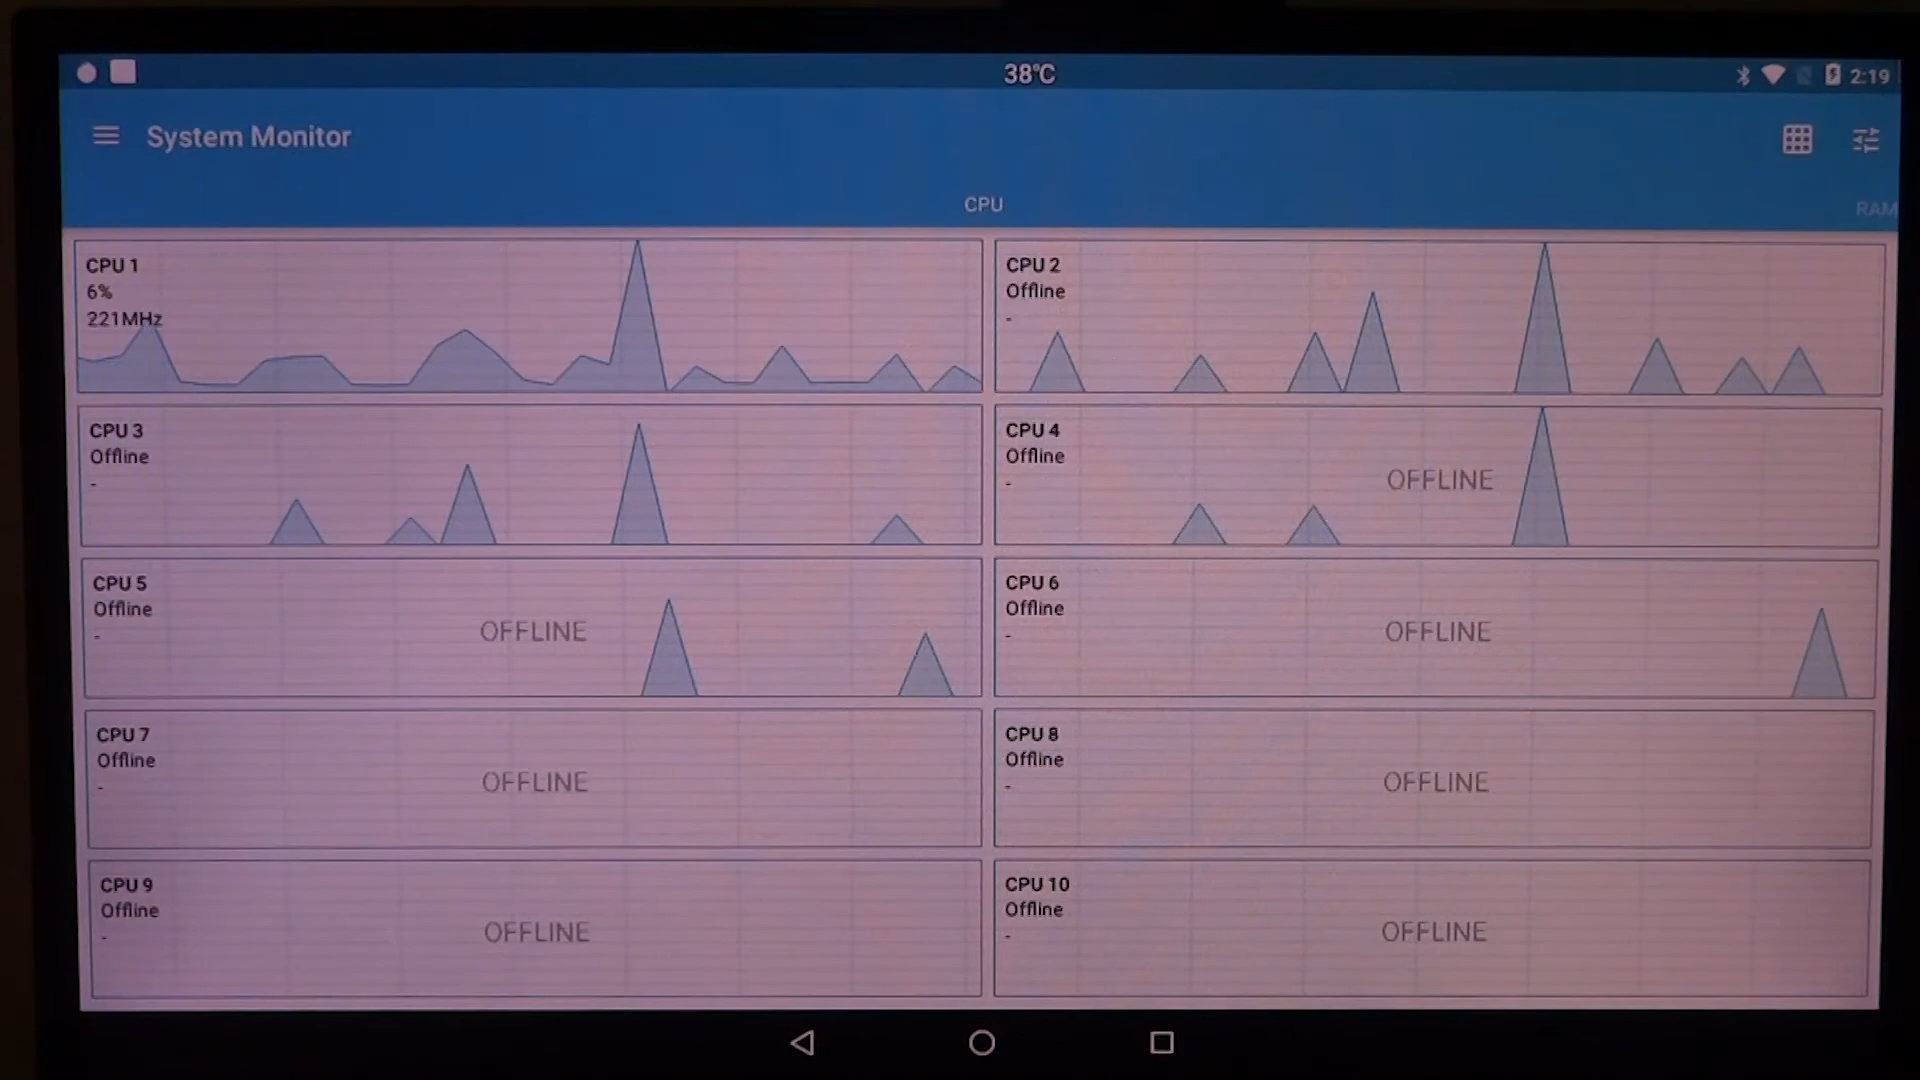 38°C
2:19
System Monitor
CPU
RAM
CPU 1
6%
221MHz
CPU 2
Offline
-
CPU 3
Offline
-
CPU 4
Offline
-
OFFLINE
CPU 5
Offline
-
OFFLINE
CPU 6
Offline
-
OFFLINE
CPU 7
Offline
-
OFFLINE
CPU 8
Offline
-
OFFLINE
CPU 9
Offline
-
OFFLINE
CPU 10
Offline
-
OFFLINE